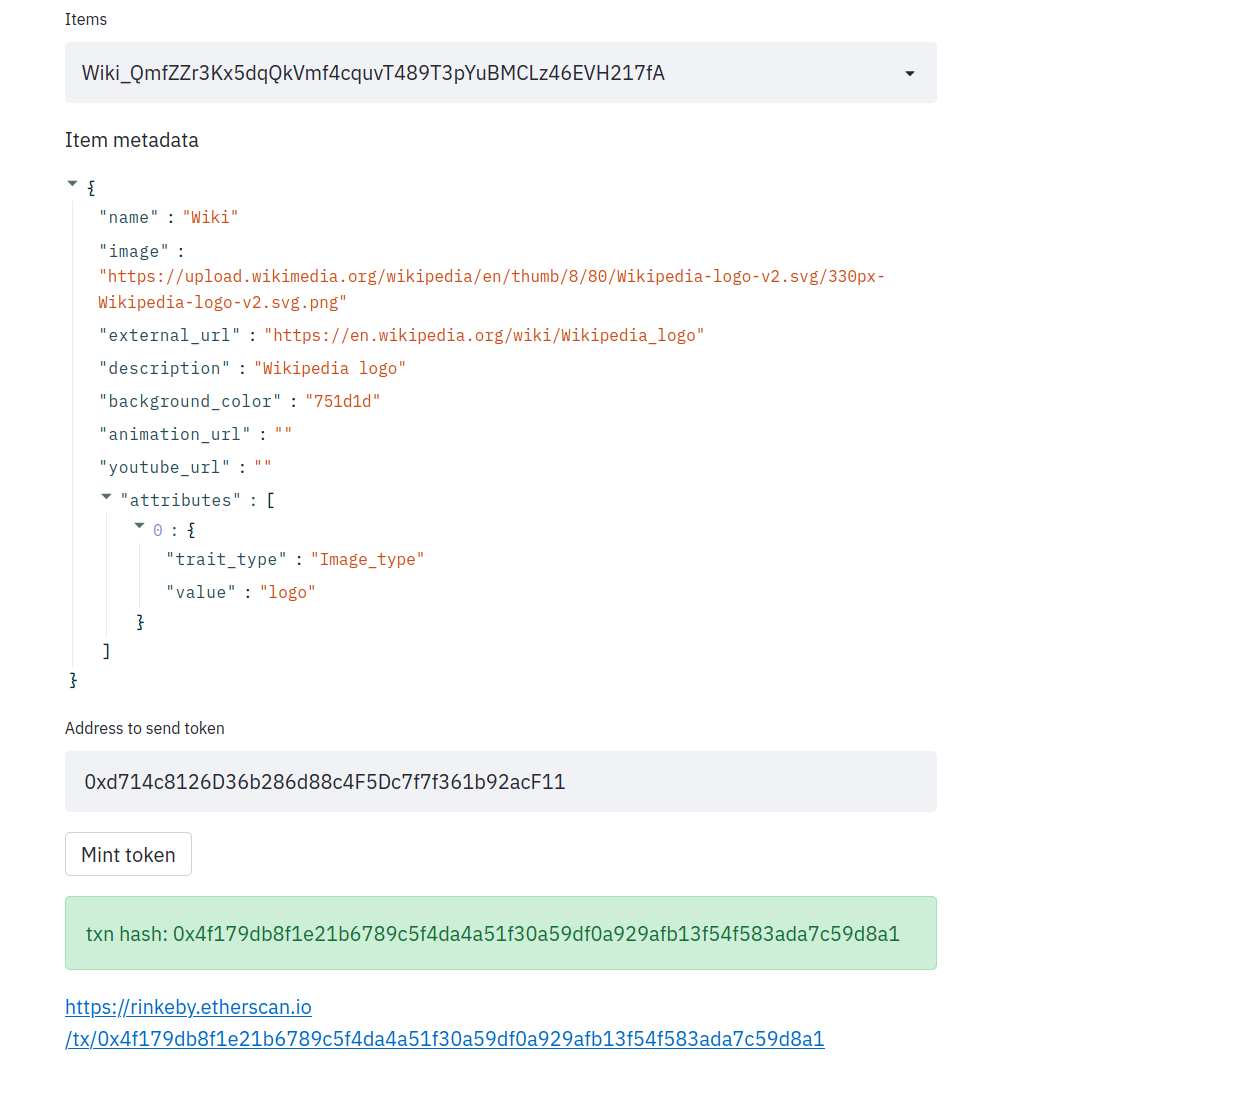 Items
Wiki_QmfZZr3Kx5dqQkVmf4cquvT489T3pYuBMCLz46EVH217fA
Item metadata
{
"name" : "Wiki"
"image" :
"https://upload.wikimedia.org/wikipedia/en/thumb/8/80/Wikipedia-logo-v2.svg/330px-
Wikipedia-logo-v2.svg.png"
"external_url" : "https://en.wikipedia.org/wiki/Wikipedia_logo"
"description" : "Wikipedia logo"
"background_color" : "751d1d"
"animation_url" : ""
"youtube_url" : ""
"attributes" : [
0 : {
"trait_type" : "Image_type"
"value" : "logo"
}
]
}
Address to send token
0xd714c8126D36b286d88c4F5Dc7f7f361b92acF11
Mint token
txn hash: 0x4f179db8f1e21b6789c5f4da4a51f30a59df0a929afb13f54f583ada7c59d8a1
https://rinkeby.etherscan.io
/tx/0x4f179db8f1e21b6789c5f4da4a51f30a59df0a929afb13f54f583ada7c59d8a1